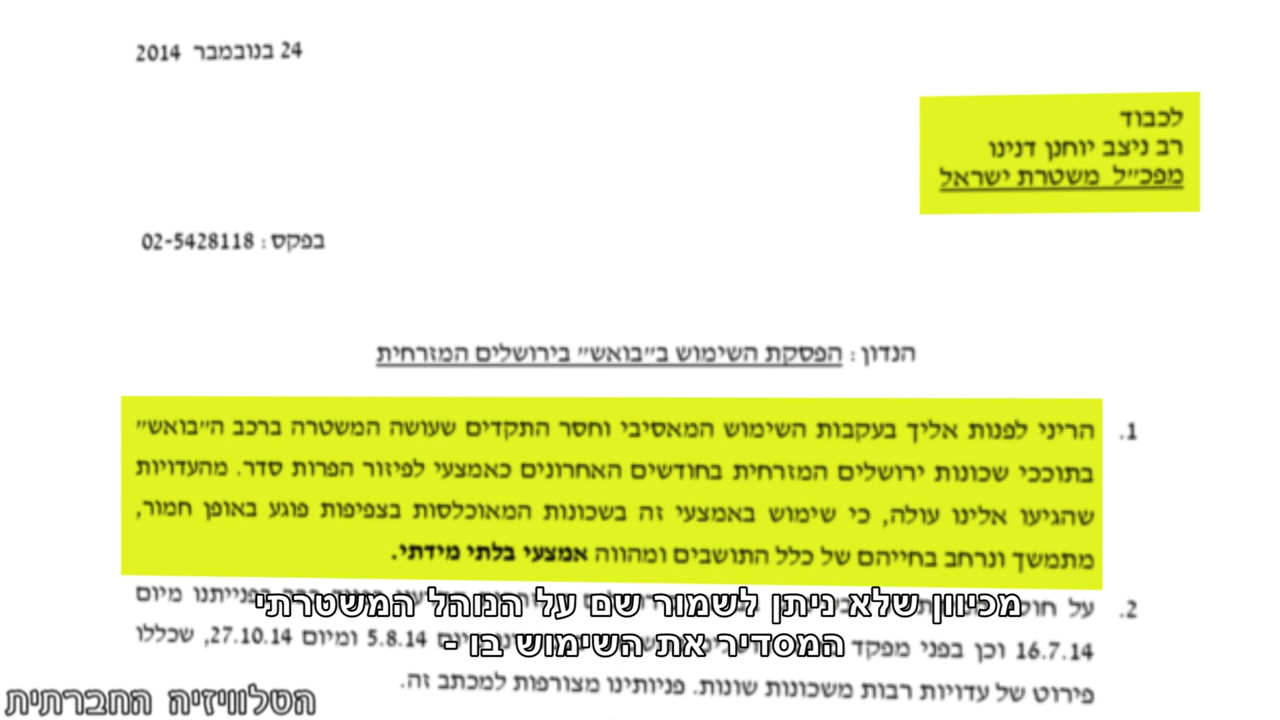 24 בנובמבר 2014
לכבוד
רב ניצב יוחנן דנינו
מפכ״ל משטרת ישראל
בפקס : 02-5428118
הנדון : הפסקת השימוש ב״בואש״ בירושלים המזרחית
1. הריני לפנות אליך בעקבות השימוש המאסיבי וחסר התקדים שעושה המשטרה ברכב ה״בואש״
בתוככי שכונות ירושלים המזרחית בחודשים האחרונים כאמצעי לפיזור הפרות סדר. מהעדויות
שהגיעו אלינו עולה, כי שימוש באמצעי זה בשכונות המאוכלסות בצפיפות פוגע באופן חמור,
מתמשך ונרחב בחייהם של כלל התושבים ומהווה אמצעי בלתי מידתי.
2. על בפנייתנו מיום
מכיוון שלא ניתן לשמור שם על הנוהל המשטרתי
16.7.14 וכן בפני מפקד 5.8.14 ומיום 27.10.14, שכללו
המסדיר את השימוש בו -
פירוט של עדויות רבות משכונות שונות. פניותינו מצורפות למכתב זה.
הטלוויזיה החברתית